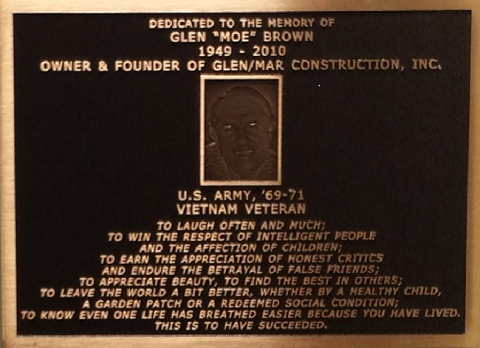 DEDICATED TO THE MEMORY OF
GLEN "MOE" BROWN
1949 - 2010
OWNER & FOUNDER OF GLEN/MAR CONSTRUCTION, INC.
U.S. ARMY, '69-71
VIETNAM VETERAN
TO LAUGH OFTEN AND MUCH;
TO WIN THE RESPECT OF INTELLIGENT PEOPLE
AND THE AFFECTION OF CHILDREN;
TO EARN THE APPRECIATION OF HONEST CRITICS
AND ENDURE THE BETRAYAL OF FALSE FRIENDS;
TO APPRECIATE BEAUTY, TO FIND THE BEST IN OTHERS;
TO LEAVE THE WORLD A BIT BETTER, WHETHER BY A HEALTHY CHILD,
A GARDEN PATCH OR A REDEEMED SOCIAL CONDITION;
TO KNOW EVEN ONE LIFE HAS BREATHED EASIER BECAUSE YOU HAVE LIVED.
THIS IS TO HAVE SUCCEEDED.